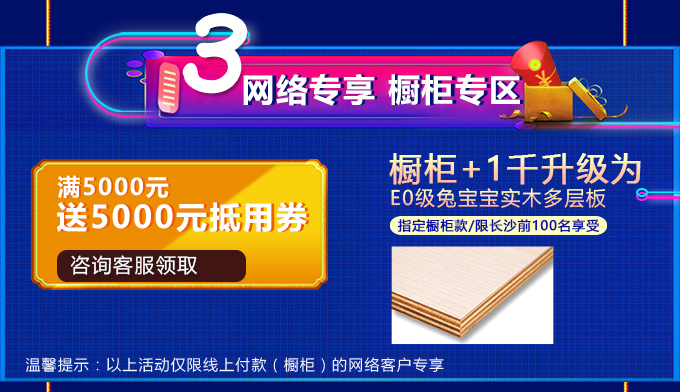 3
网络专享 橱柜专区
满5000元
送5000元抵用券
咨询客服领取
橱柜+1千升级为
E0级兔宝宝实木多层板
指定橱柜款/限长沙前100名享受
温馨提示：以上活动仅限线上付款（橱柜）的网络客户专享